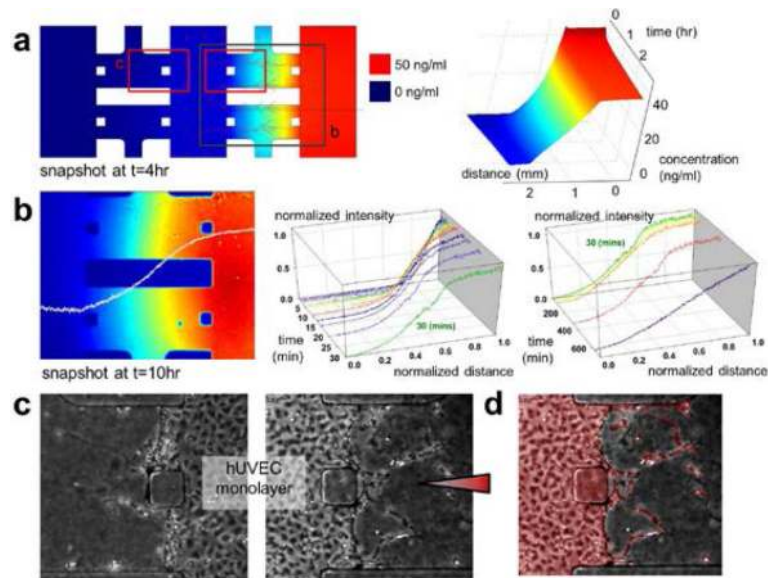 a
c
b
50 ng/ml
0 ng/ml
snapshot at t=4hr
0
time (hr)
1
40
20
0
concentration
(ng/ml)
distance (mm)
2
1
0
b
snapshot at t=10hr
normalized intensity
1.0
0.5
0.0
5
10
15
20
25
30
time
(min)
30 (mins)
0.0
0.2
0.4
0.6
0.8
1.0
normalized distance
normalized intensity
30 (mins)
1.0
0.5
0.0
200
400
600
time
(min)
0.0
0.2
0.4
0.6
0.8
1.0
normalized distance
c
hUVEC
monolayer
d